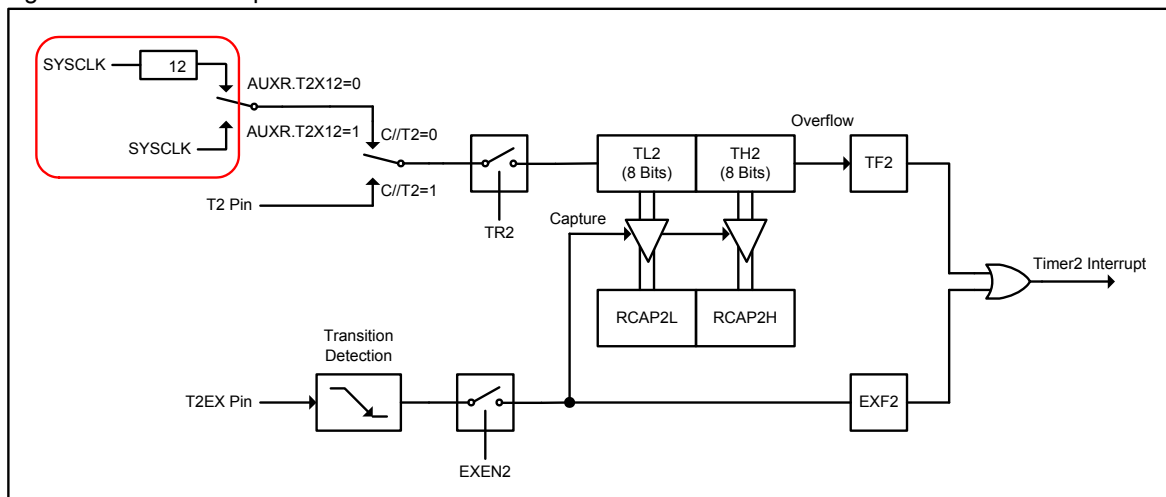 SYSCLK
12
AUXR.T2X12=0
AUXR.T2X12=1
SYSCLK
C//T2=0
C//T2=1
T2 Pin
TR2
TL2
(8 Bits)
TH2
(8 Bits)
Overflow
TF2
Capture
RCAP2L
RCAP2H
Timer2 Interrupt
Transition
Detection
T2EX Pin
EXEN2
EXF2